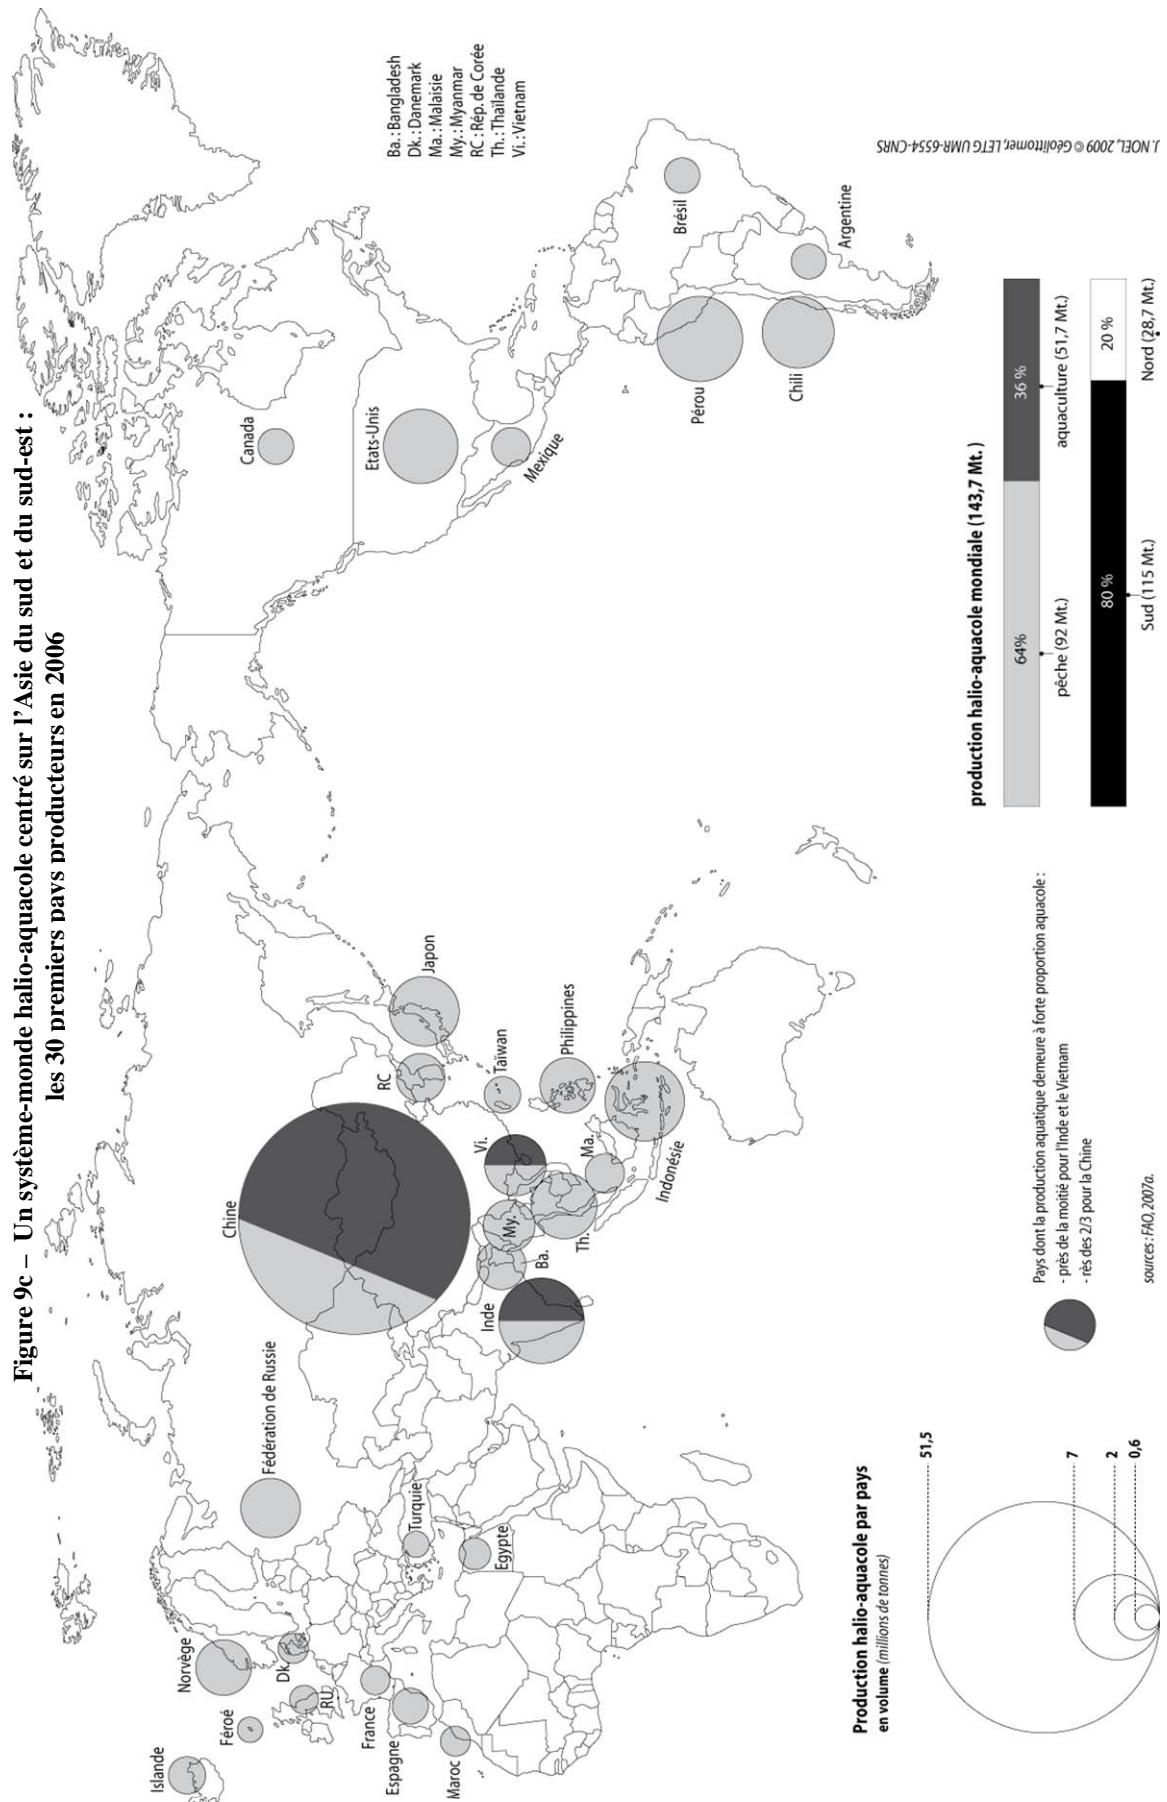 Figure 9c – Un système-monde halio-aquacole centré sur l'Asie du sud et du sud-est :
les 30 premiers pays producteurs en 2006
Islande
Féroé
Norvège
Dk.
RU
France
Espagne
Maroc
Fédération de Russie
Turquie
Egypte
Chine
Inde
Ba.
My.
Th.
Vi.
Ma.
Indonésie
Philippines
Taïwan
RC
Japon
Canada
Etats-Unis
Mexique
Pérou
Chili
Brésil
Argentine
Ba. : Bangladesh
Dk. : Danemark
Ma. : Malaisie
My. : Myanmar
RC : Rép. de Corée
Th. : Thaïlande
Vi. : Vietnam
Production halio-aquacole par pays
en volume (millions de tonnes)
51,5
7
2
0,6
Pays dont la production aquatique demeure à forte proportion aquacole :
- près de la moitié pour l'Inde et le Vietnam
- rès des 2/3 pour la Chine
sources : FAO, 2007a.
production halio-aquacole mondiale (143,7 Mt.)
64%
36 %
pêche (92 Mt.)
aquaculture (51,7 Mt.)
80 %
20 %
Sud (115 Mt.)
Nord (28,7 Mt.)
J. NOËL, 2009 © Géolittomer, LETG UMR-6554-CNRS